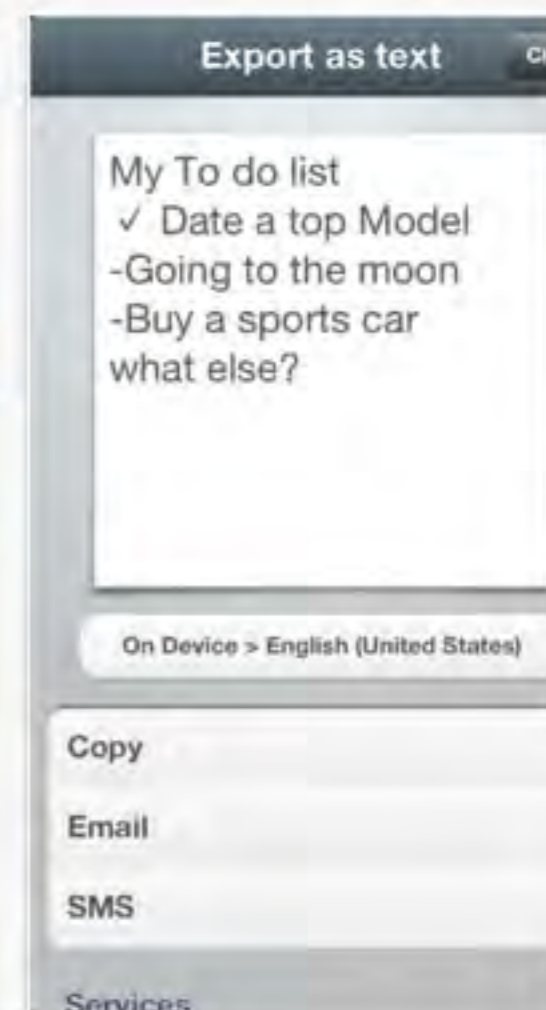 Export as text
My To do list
✓ Date a top Model
-Going to the moon
-Buy a sports car
what else?
On Device > English (United States)
Copy
Email
SMS
Services